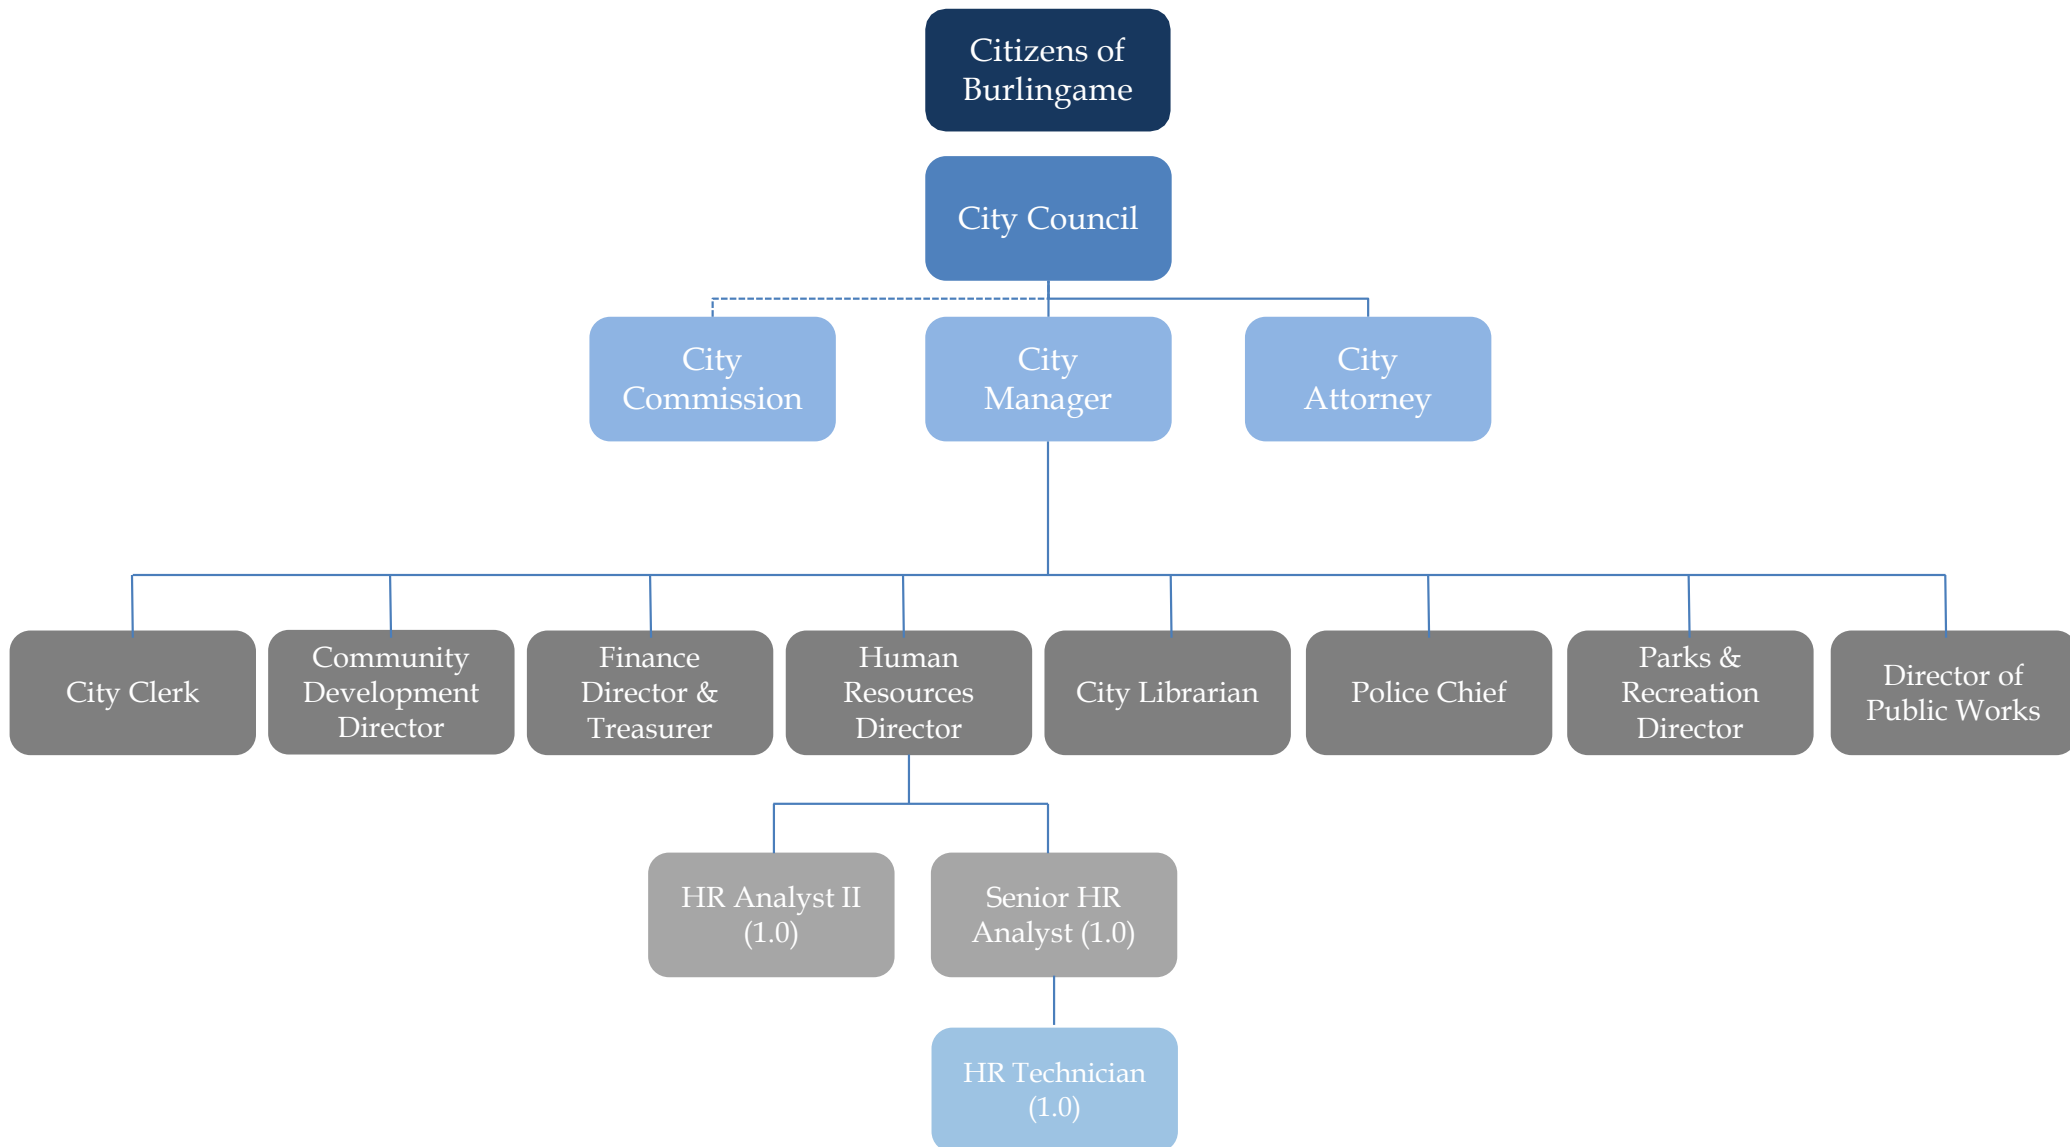 Citizens of
Burlingame
City Council
City
Commission
City
Manager
City
Attorney
City Clerk
Community
Development
Director
Finance
Director &
Treasurer
Human
Resources
Director
City Librarian
Police Chief
Parks &
Recreation
Director
Director of
Public Works
HR Analyst II
(1.0)
Senior HR
Analyst (1.0)
HR Technician
(1.0)